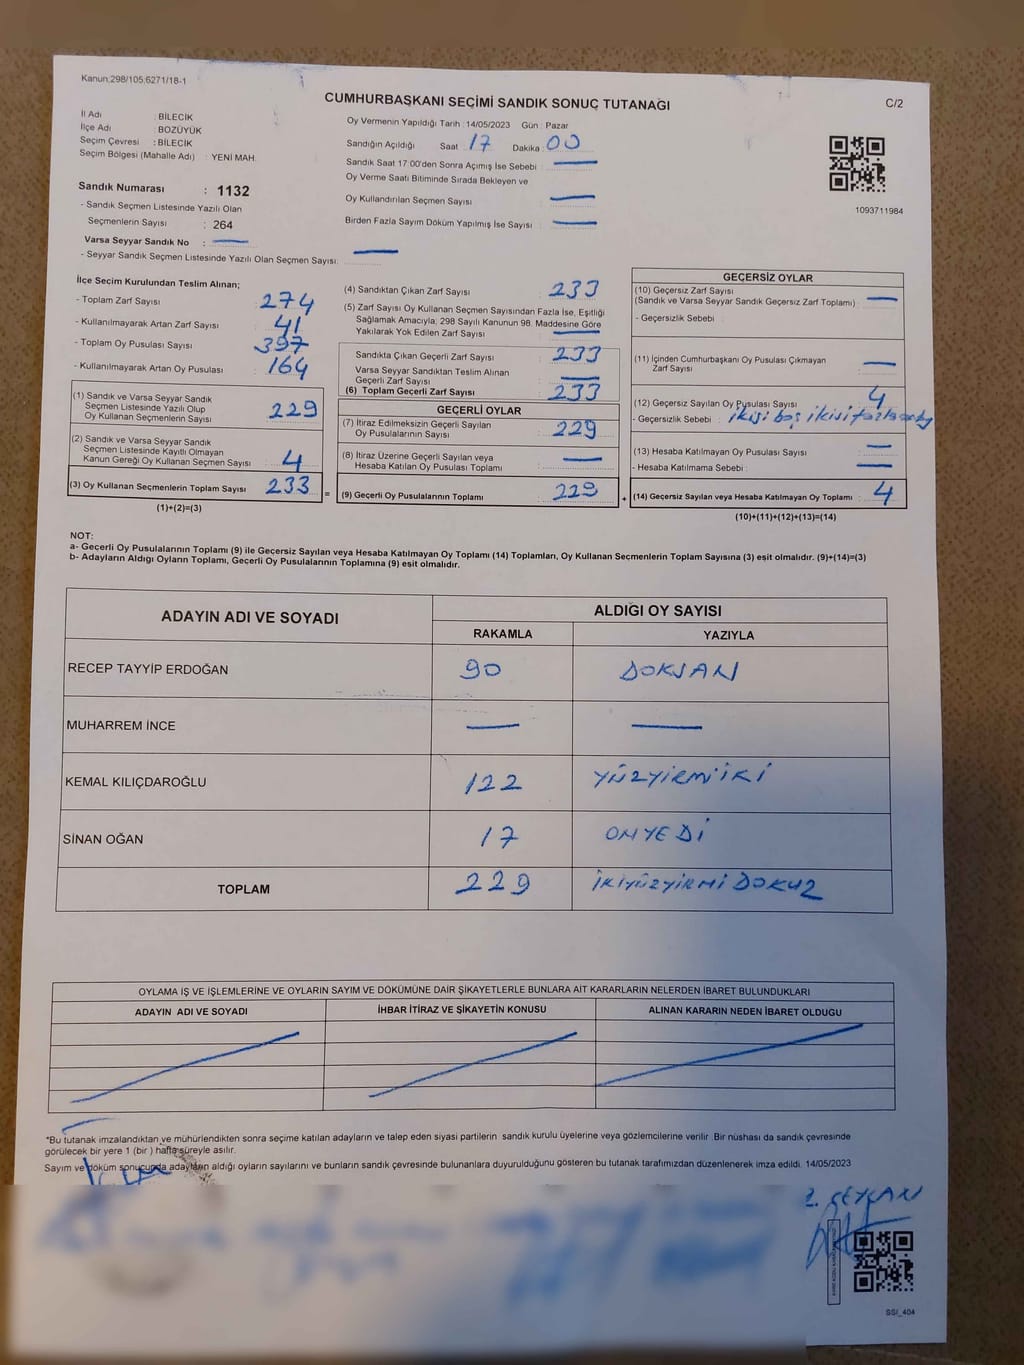 Kanun;298/105;6271/18-1
CUMHURBAŞKANI SEÇİMİ SANDIK SONUÇ TUTANAĞI
C/2
İl Adı : BİLECİK
İlçe Adı : BOZÜYÜK
Seçim Çevresi : BİLECİK
Seçim Bölgesi (Mahalle Adı) : YENİ MAH.
Sandık Numarası : 1132
- Sandık Seçmen Listesinde Yazılı Olan
Seçmenlerin Sayısı : 264
Varsa Seyyar Sandık No :
- Seyyar Sandık Seçmen Listesinde Yazılı Olan Seçmen Sayısı:
Oy Vermenin Yapıldığı Tarih : 14/05/2023 Gün : Pazar
Sandığın Açıldığı Saat : 17 Dakika : 00
Sandık Saat 17:00'den Sonra Açılmış İse Sebebi :
Oy Verme Saati Bitiminde Sırada Bekleyen ve
Oy Kullandırılan Seçmen Sayısı :
Birden Fazla Sayım Döküm Yapılmış İse Sayısı :
1093711984
İlçe Seçim Kurulundan Teslim Alınan;
- Toplam Zarf Sayısı : 274
- Kullanılmayarak Artan Zarf Sayısı : 41
- Toplam Oy Pusulası Sayısı : 397
- Kullanılmayarak Artan Oy Pusulası : 164
(1) Sandık ve Varsa Seyyar Sandık
Seçmen Listesinde Yazılı Olup
Oy Kullanan Seçmenlerin Sayısı : 229
(2) Sandık ve Varsa Seyyar Sandık
Seçmen Listesinde Kayıtlı Olmayan
Kanun Gereği Oy Kullanan Seçmen Sayısı : 4
(3) Oy Kullanan Seçmenlerin Toplam Sayısı : 233
(1)+(2)=(3)
(4) Sandıktan Çıkan Zarf Sayısı : 233
(5) Zarf Sayısı Oy Kullanan Seçmen Sayısından Fazla İse, Eşitliği
Sağlamak Amacıyla; 298 Sayılı Kanunun 98. Maddesine Göre
Yakılarak Yok Edilen Zarf Sayısı :
Sandıkta Çıkan Geçerli Zarf Sayısı : 233
Varsa Seyyar Sandıktan Teslim Alınan
Geçerli Zarf Sayısı :
(6) Toplam Geçerli Zarf Sayısı : 233
GEÇERLİ OYLAR
(7) İtiraz Edilmeksizin Geçerli Sayılan
Oy Pusulasının Sayısı : 229
(8) İtiraz Üzerine Geçerli Sayılan veya
Hesaba Katılan Oy Pusulası Toplamı :
= (9) Geçerli Oy Pusulalarının Toplamı : 229 +
GEÇERSİZ OYLAR
(10) Geçersiz Zarf Sayısı
(Sandık ve Varsa Seyyar Sandık Geçersiz Zarf Toplamı) :
- Geçersizlik Sebebi :
(11) İçinden Cumhurbaşkanı Oy Pusulası Çıkmayan
Zarf Sayısı :
(12) Geçersiz Sayılan Oy Pusulası Sayısı : 4
- Geçersizlik Sebebi : ikisi boş ikisi fazla
(13) Hesaba Katılmayan Oy Pusulası Sayısı :
- Hesaba Katılmama Sebebi :
(14) Geçersiz Sayılan veya Hesaba Katılmayan Oy Toplamı : 4
(10)+(11)+(12)+(13)=(14)
NOT:
a- Geçerli Oy Pusulalarının Toplamı (9) ile Geçersiz Sayılan veya Hesaba Katılmayan Oy Toplamı (14) Toplamları, Oy Kullanan Seçmenlerin Toplam Sayısına (3) eşit olmalıdır. (9)+(14)=(3)
b- Adayların Aldığı Oyların Toplamı, Geçerli Oy Pusulalarının Toplamına (9) eşit olmalıdır.
ADAYIN ADI VE SOYADI ALDIĞI OY SAYISI
RAKAMLA YAZIYLA
RECEP TAYYİP ERDOĞAN 90 DOKSAN
MUHARREM İNCE
KEMAL KILIÇDAROĞLU 122 YÜZYİRMİİKİ
SİNAN OĞAN 17 ONYEDİ
TOPLAM 229 İKİYÜZYİRMİ DOKUZ
OYLAMA İŞ VE İŞLEMLERİNE VE OYLARIN SAYIM VE DÖKÜMÜNE DAİR ŞİKAYETLERLE BUNLARA AİT KARARLARIN NELERDEN İBARET BULUNDUKLARI
ADAYIN ADI VE SOYADI İHBAR İTİRAZ VE ŞİKAYETİN KONUSU ALINAN KARARIN NEDEN İBARET OLDUĞU
*Bu tutanak imzalandıktan ve mühürlendikten sonra seçime katılan adayların ve talep eden siyasi partilerin sandık kurulu üyelerine veya gözlemcilerine verilir. Bir nüshası da sandık çevresinde
görülecek bir yere 1 (bir) hafta süreyle asılır.
Sayım ve döküm sonucunda adayların aldığı oyların sayılarını ve bunların sandık çevresinde bulunanlara duyurulduğunu gösteren bu tutanak tarafımızdan düzenlenerek imza edildi. 14/05/2023
SSI_404